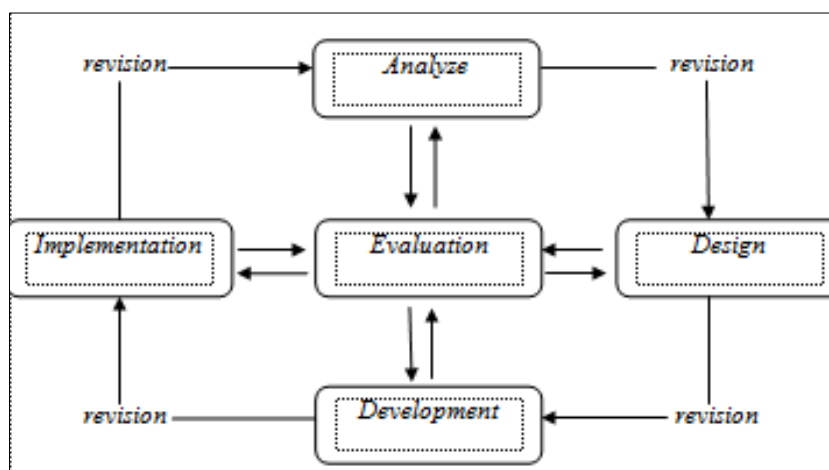 revision
Analyze
revision
Implementation
Evaluation
Design
revision
Development
revision